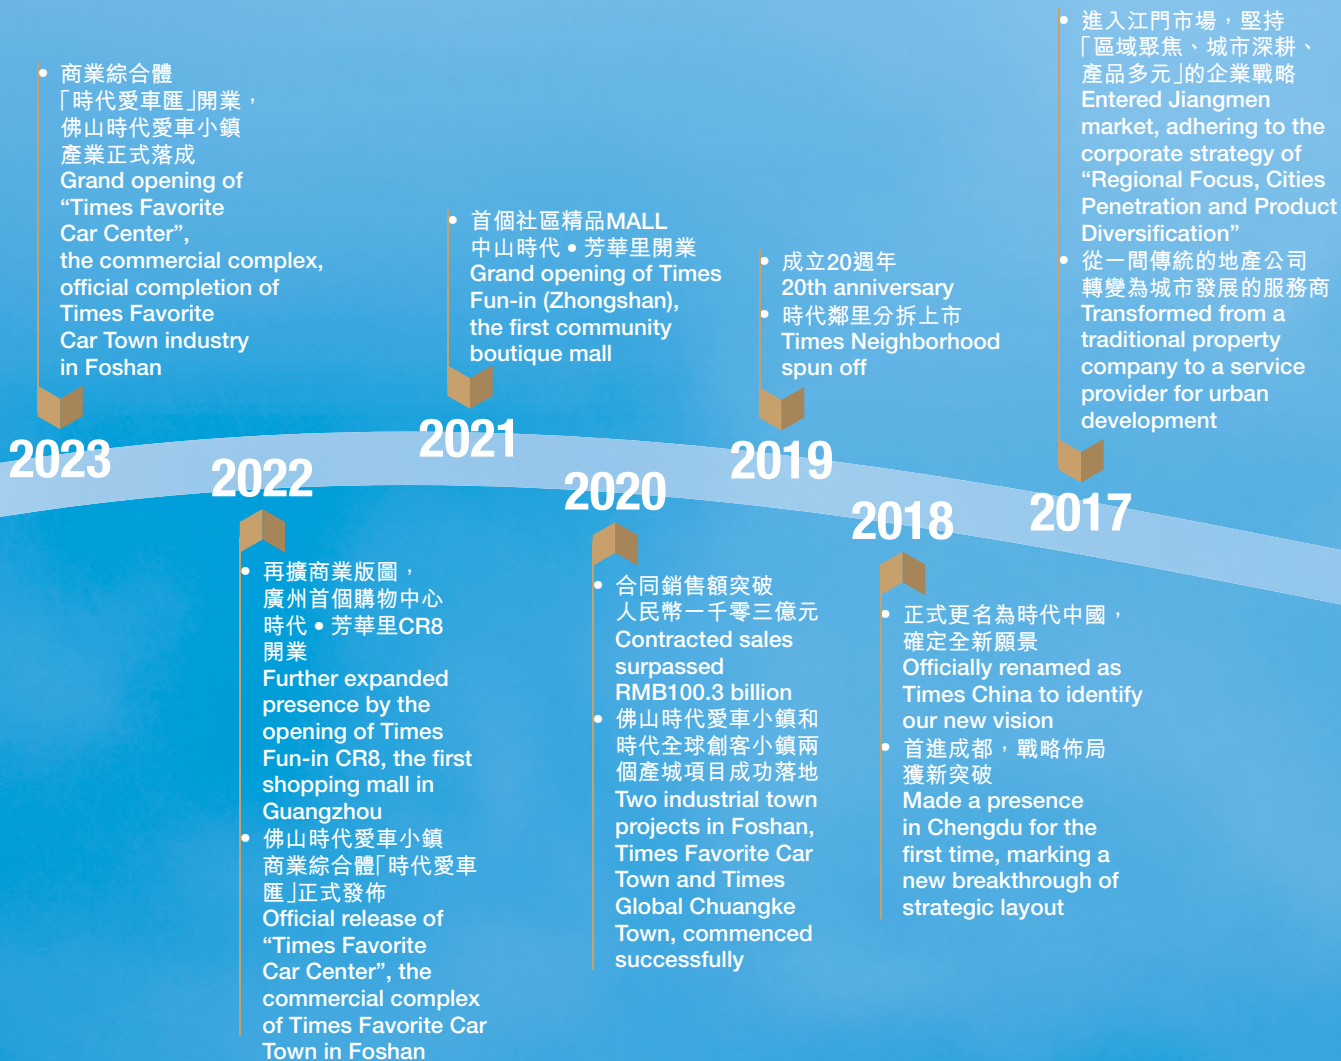 • 商業綜合體
「時代愛車匯」開業，
佛山時代愛車小鎮
產業正式落成
Grand opening of
“Times Favorite
Car Center”,
the commercial complex,
official completion of
Times Favorite
Car Town industry
in Foshan
2023
2022
• 再擴商業版圖，
廣州首個購物中心
時代•芳華里CR8
開業
Further expanded
presence by the
opening of Times
Fun-in CR8, the first
shopping mall in
Guangzhou
• 佛山時代愛車小鎮
商業綜合體「時代愛車
匯」正式發佈
Official release of
“Times Favorite
Car Center”, the
commercial complex
of Times Favorite Car
Town in Foshan
• 首個社區精品MALL
中山時代•芳華里開業
Grand opening of Times
Fun-in (Zhongshan),
the first community
boutique mall
2021
2020
• 合同銷售額突破
人民幣一千零三億元
Contracted sales
surpassed
RMB100.3 billion
• 佛山時代愛車小鎮和
時代全球創客小鎮兩
個產城項目成功落地
Two industrial town
projects in Foshan,
Times Favorite Car
Town and Times
Global Chuangke
Town, commenced
successfully
• 成立20週年
20th anniversary
• 時代鄰里分拆上市
Times Neighborhood
spun off
2019
2018
• 正式更名為時代中國，
確定全新願景
Officially renamed as
Times China to identify
our new vision
• 首進成都，戰略佈局
獲新突破
Made a presence
in Chengdu for the
first time, marking a
new breakthrough of
strategic layout
• 進入江門市場，堅持
「區域聚焦、城市深耕、
產品多元」的企業戰略
Entered Jiangmen
market, adhering to the
corporate strategy of
“Regional Focus, Cities
Penetration and Product
Diversification”
• 從一間傳統的地產公司
轉變為城市發展的服務商
Transformed from a
traditional property
company to a service
provider for urban
development
2017